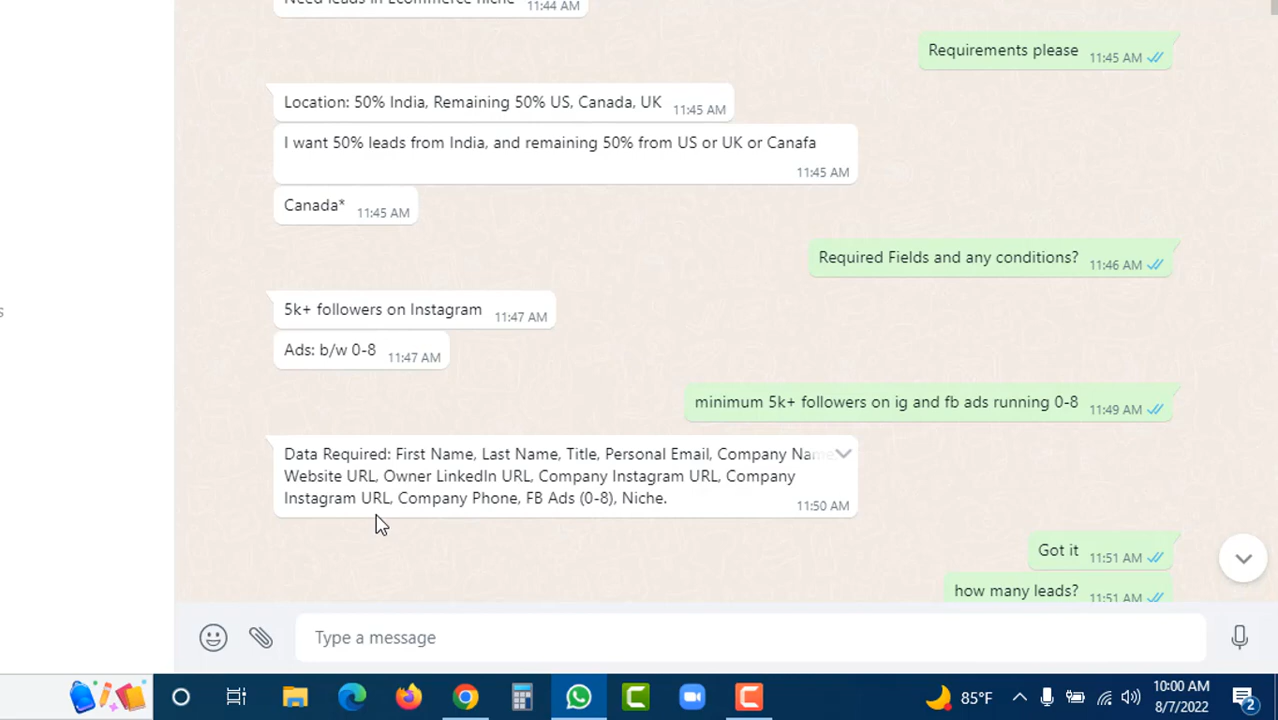 Need leads in Ecommerce niche 11:44 AM
Requirements please 11:45 AM
Location: 50% India, Remaining 50% US, Canada, UK 11:45 AM
I want 50% leads from India, and remaining 50% from US or UK or Canafa
11:45 AM
Canada* 11:45 AM
Required Fields and any conditions? 11:46 AM
5k+ followers on Instagram 11:47 AM
Ads: b/w 0-8 11:47 AM
minimum 5k+ followers on ig and fb ads running 0-8 11:49 AM
Data Required: First Name, Last Name, Title, Personal Email, Company Name,
Website URL, Owner LinkedIn URL, Company Instagram URL, Company
Instagram URL, Company Phone, FB Ads (0-8), Niche.
11:50 AM
Got it 11:51 AM
how many leads? 11:51 AM
Type a message
85°F
10:00 AM
8/7/2022
2